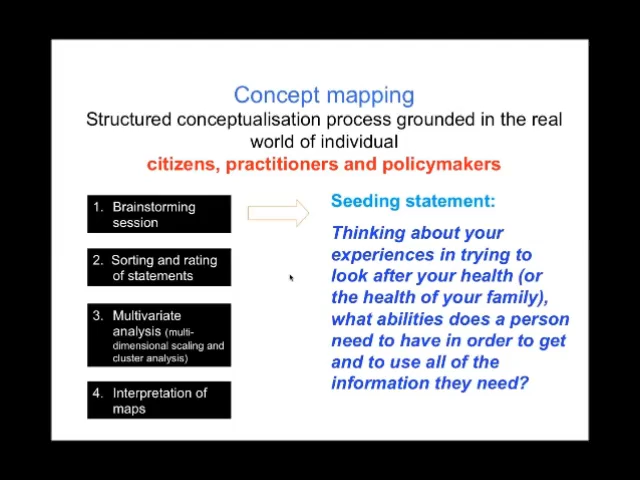 Concept mapping
Structured conceptualisation process grounded in the real
world of individual
citizens, practitioners and policymakers
1. Brainstorming
session
2. Sorting and rating
of statements
3. Multivariate
analysis (multi-
dimensional scaling and
cluster analysis)
4. Interpretation of
maps
Seeding statement:
Thinking about your
experiences in trying to
look after your health (or
the health of your family),
what abilities does a person
need to have in order to get
and to use all of the
information they need?